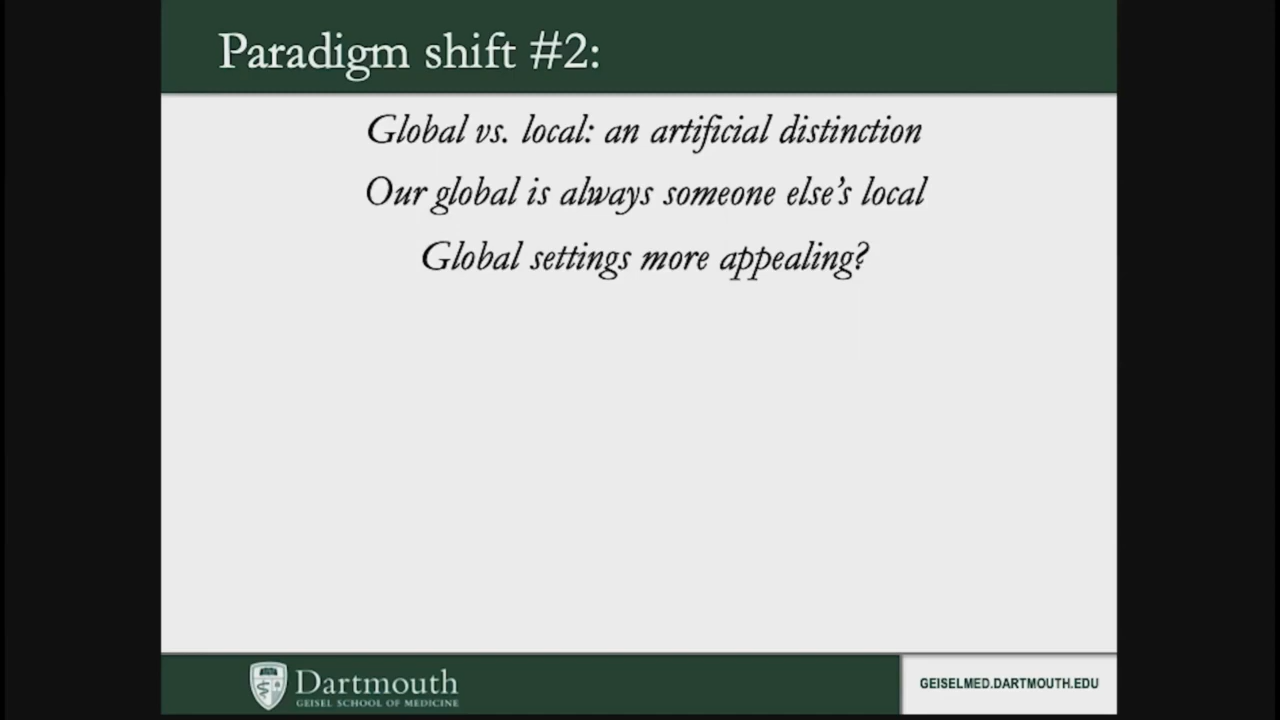 Paradigm shift #2:
Global vs. local: an artificial distinction
Our global is always someone else’s local
Global settings more appealing?
Dartmouth
GEISEL SCHOOL OF MEDICINE
GEISELMED.DARTMOUTH.EDU